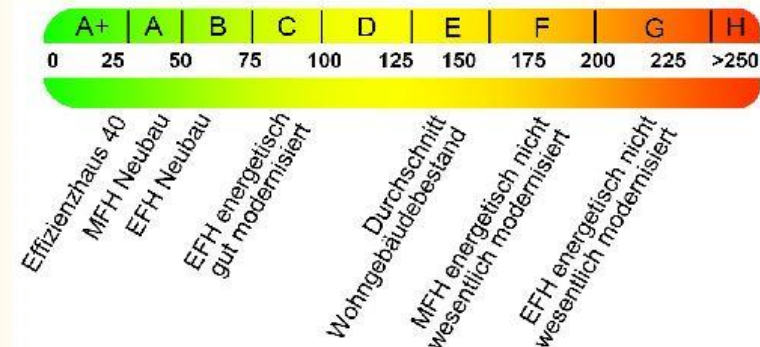 A+ A B C D E F G H
0 25 50 75 100 125 150 175 200 225 >250
Effizienzhaus 40
MFH Neubau
EFH Neubau
EFH energetisch
gut modernisiert
Durchschnitt
Wohngebäudebestand
MFH energetisch nicht
wesentlich modernisiert
EFH energetisch nicht
wesentlich modernisiert